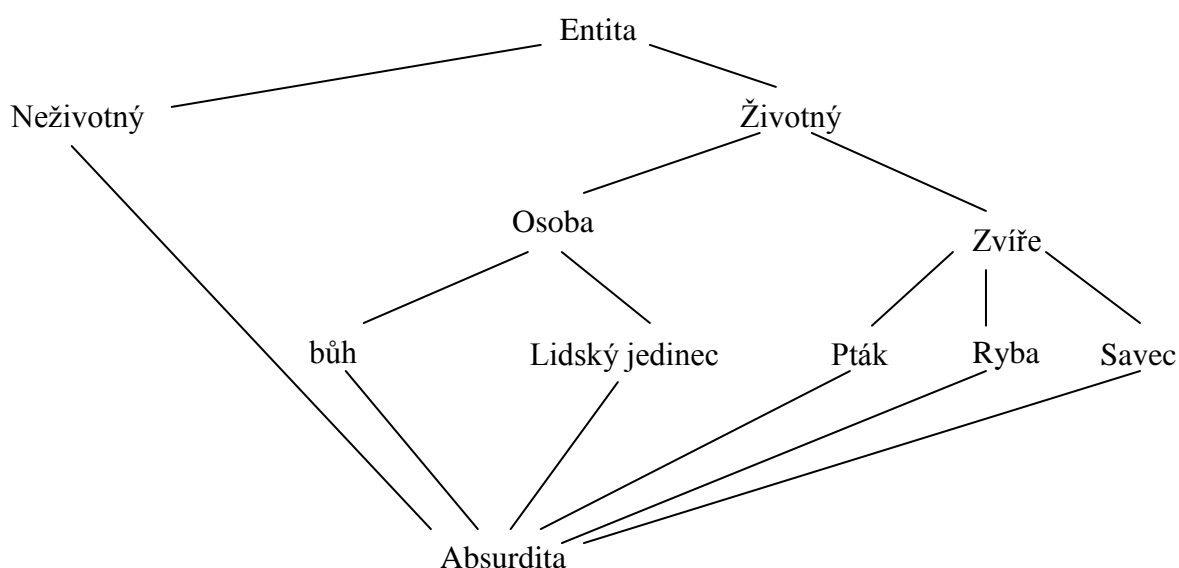 Entita
Neživotný Životný
Osoba
Zvíře
bůh Lidský jedinec Pták Ryba Savec
Absurdita